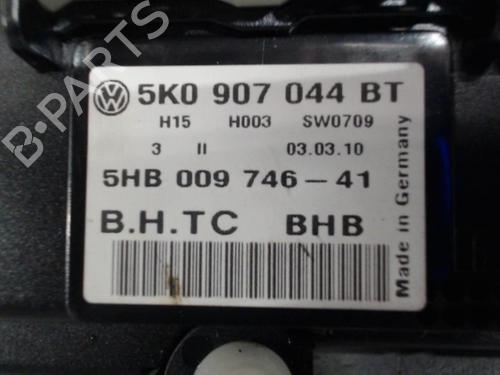 5K0 907 044 BT
H15 H003 SW0709
3 II 03.03.10
5HB 009 746-41
B.H.TC BHB
Made in Germany
B-PARTS